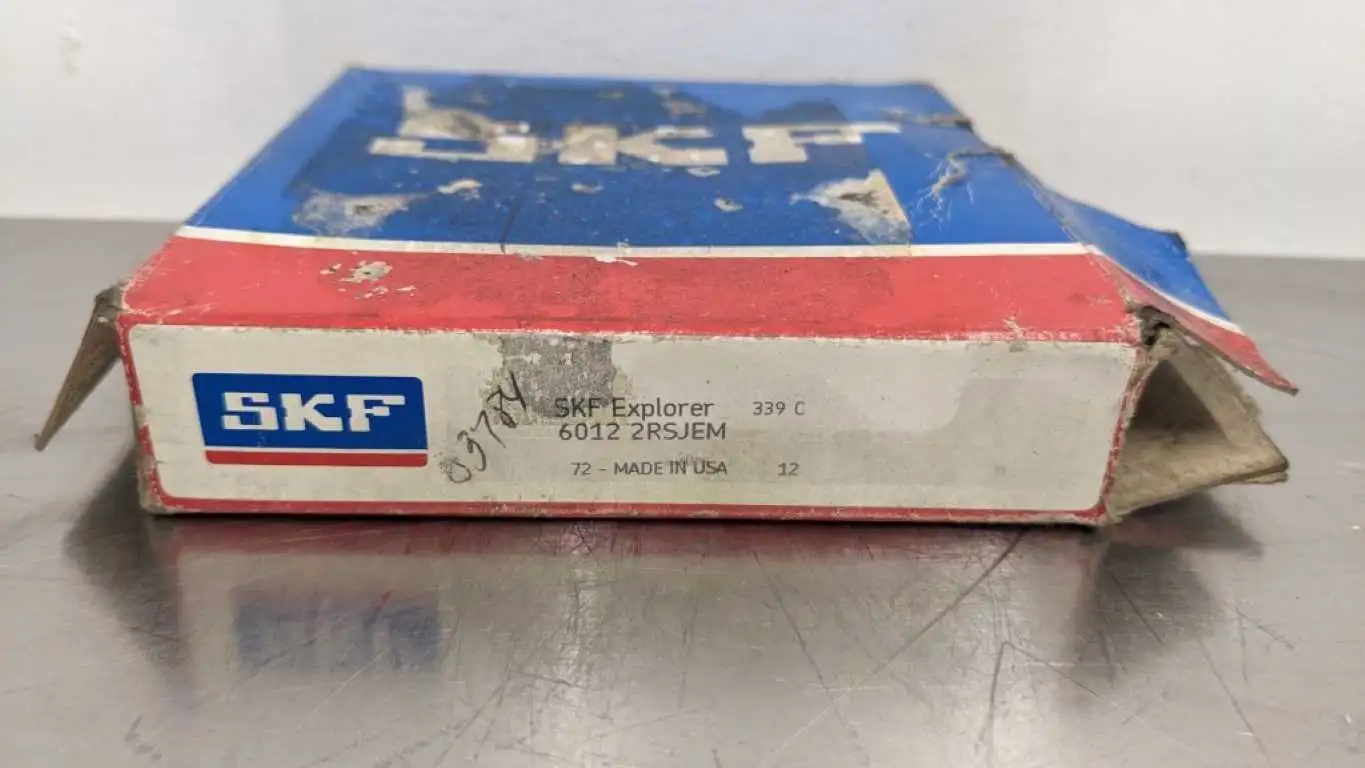 SKF
SKF
SKF Explorer 339 C
6012 2RSJEM
72 - MADE IN USA 12